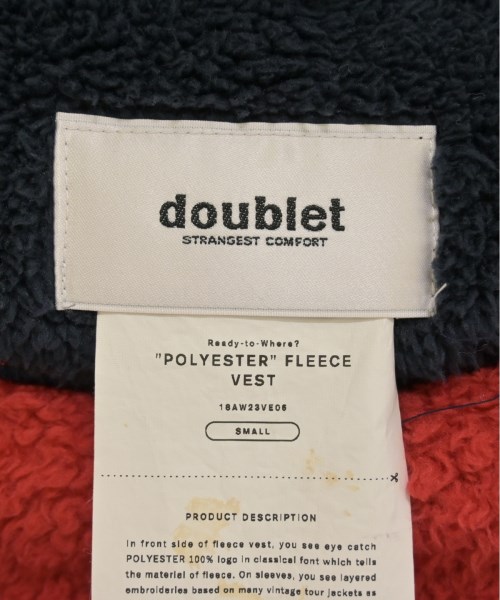 doublet
STRANGEST COMFORT
Ready-to-Where?
"POLYESTER" FLEECE
VEST
18AW23VE06
SMALL
PRODUCT DESCRIPTION
In front side of fleece vest, you see eye catch
POLYESTER 100% logo in classical font which tells
the material of fleece. On sleeves, you see layered
embroideries based on many vintage tour jackets as